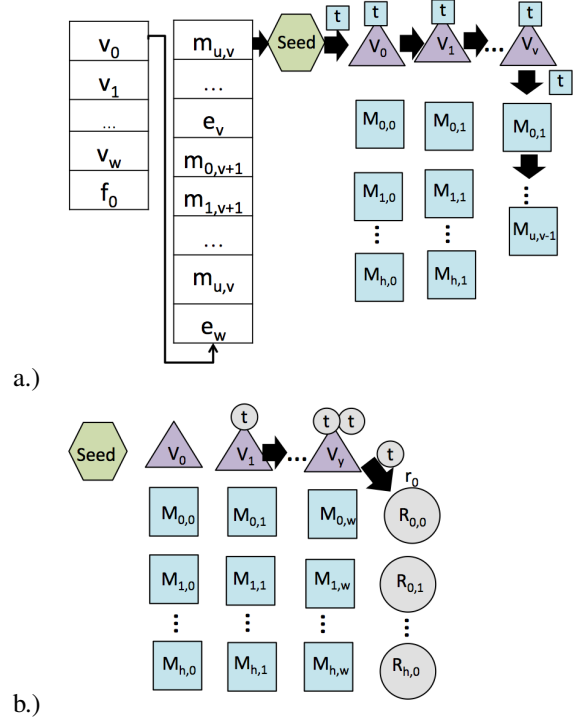 v0
v1
...
vw
f0
mu,v
...
ev
m0,v+1
m1,v+1
...
mu,v
ew
Seed
t
t t t
V0 V1 ... Vv
t
M0,0 M0,1 M0,1
M1,0 M1,1
Mu,v-1
Mh,0 Mh,1
a.)
Seed
t t t
V0 V1 ... Vy
t
r0
M0,0 M0,1 M0,w R0,0
M1,0 M1,1 M1,w R0,1
Mh,0 Mh,1 Mh,w Rh,0
b.)